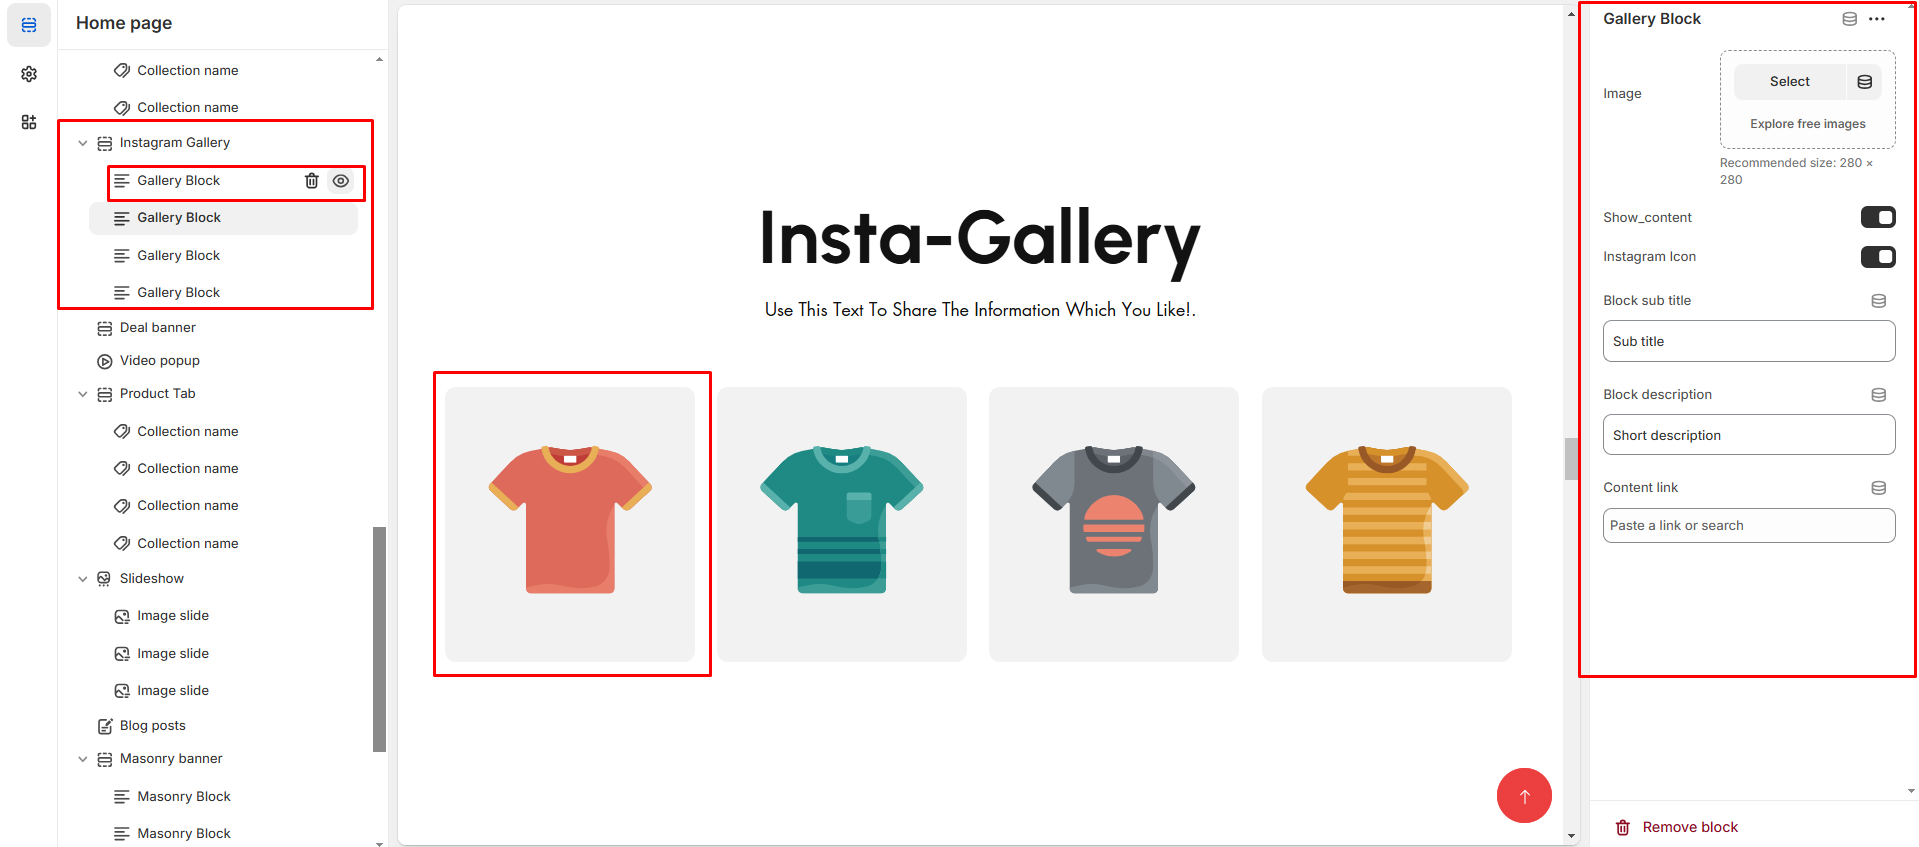 Home page
Collection name
Collection name
Instagram Gallery
Gallery Block
Gallery Block
Gallery Block
Gallery Block
Deal banner
Video popup
Product Tab
Collection name
Collection name
Collection name
Collection name
Slideshow
Image slide
Image slide
Image slide
Blog posts
Masonry banner
Masonry Block
Masonry Block
Insta-Gallery
Use This Text To Share The Information Which You Like!.
Gallery Block
Image
Select
Explore free images
Recommended size: 280 ×
280
Show_content
Instagram Icon
Block sub title
Sub title
Block description
Short description
Content link
Paste a link or search
Remove block